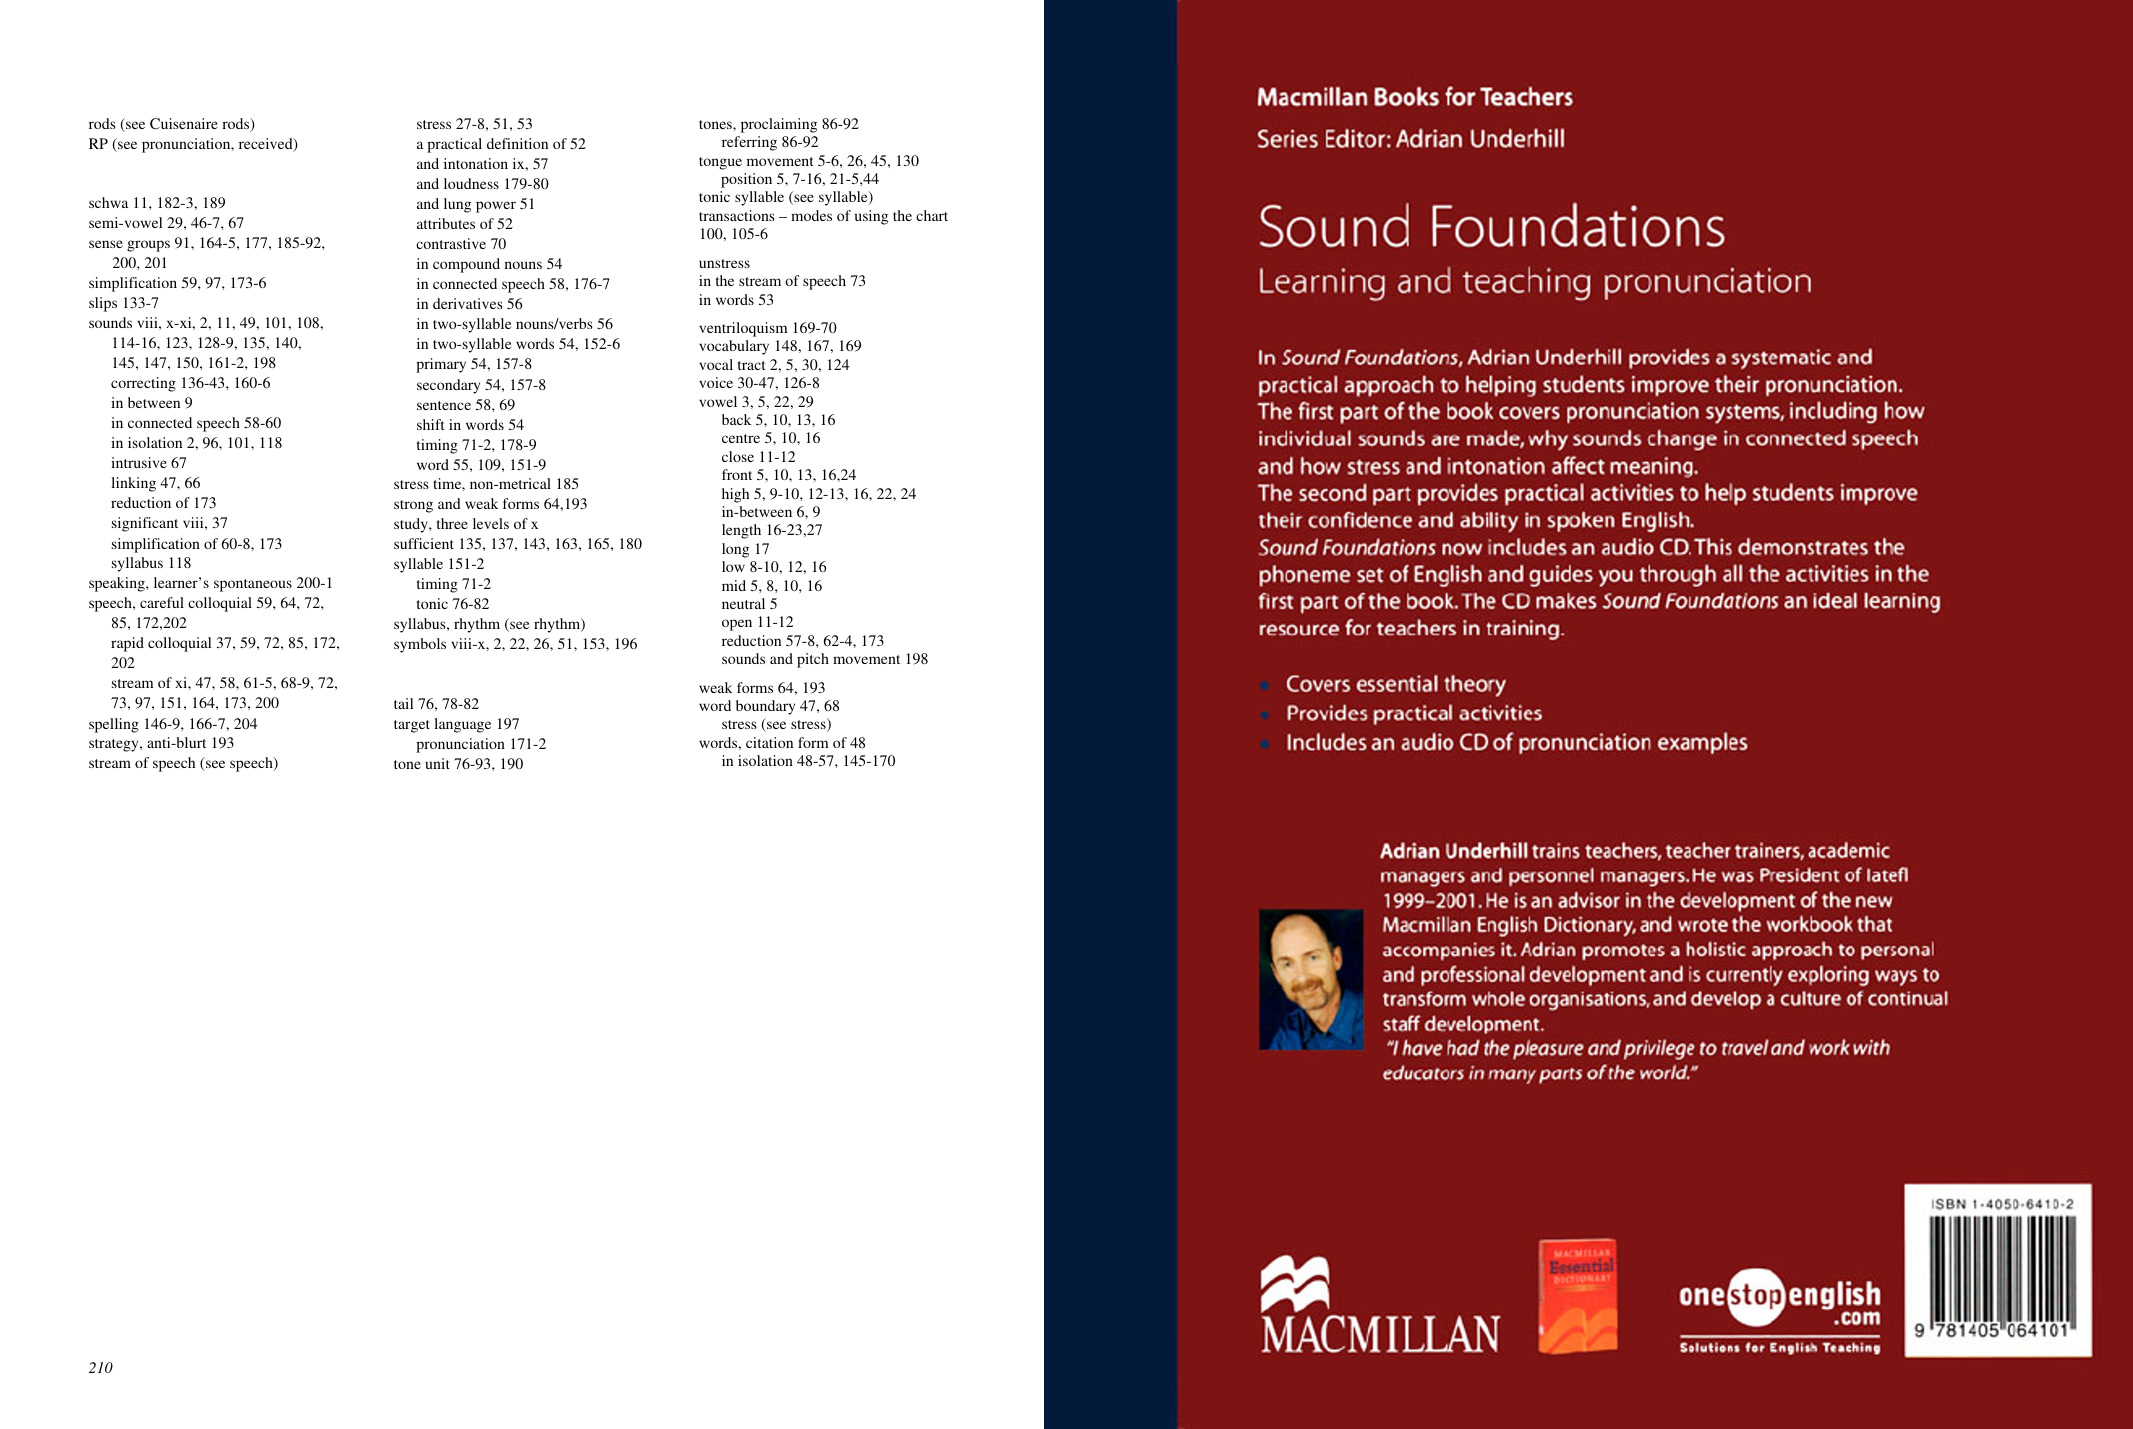 rods (see Cuisenaire rods)
RP (see pronunciation, received)
schwa 11, 182-3, 189
semi-vowel 29, 46-7, 67
sense groups 91, 164-5, 177, 185-92,
200, 201
simplification 59, 97, 173-6
slips 133-7
sounds viii, x-xi, 2, 11, 49, 101, 108,
114-16, 123, 128-9, 135, 140,
145, 147, 150, 161-2, 198
correcting 136-43, 160-6
in between 9
in connected speech 58-60
in isolation 2, 96, 101, 118
intrusive 67
linking 47, 66
reduction of 173
significant viii, 37
simplification of 60-8, 173
syllabus 118
speaking, learner's spontaneous 200-1
speech, careful colloquial 59, 64, 72,
85, 172,202
rapid colloquial 37, 59, 72, 85, 172,
202
stream of xi, 47, 58, 61-5, 68-9, 72,
73, 97, 151, 164, 173, 200
spelling 146-9, 166-7, 204
strategy, anti-blurt 193
stream of speech (see speech)
stress 27-8, 51, 53
a practical definition of 52
and intonation ix, 57
and loudness 179-80
and lung power 51
attributes of 52
contrastive 70
in compound nouns 54
in connected speech 58, 176-7
in derivatives 56
in two-syllable nouns/verbs 56
in two-syllable words 54, 152-6
primary 54, 157-8
secondary 54, 157-8
sentence 58, 69
shift in words 54
timing 71-2, 178-9
word 55, 109, 151-9
stress time, non-metrical 185
strong and weak forms 64,193
study, three levels of x
sufficient 135, 137, 143, 163, 165, 180
syllable 151-2
timing 71-2
tonic 76-82
syllabus, rhythm (see rhythm)
symbols viii-x, 2, 22, 26, 51, 153, 196
tail 76, 78-82
target language 197
pronunciation 171-2
tone unit 76-93, 190
tones, proclaiming 86-92
referring 86-92
tongue movement 5-6, 26, 45, 130
position 5, 7-16, 21-5,44
tonic syllable (see syllable)
transactions – modes of using the chart
100, 105-6
unstress
in the stream of speech 73
in words 53
ventriloquism 169-70
vocabulary 148, 167, 169
vocal tract 2, 5, 30, 124
voice 30-47, 126-8
vowel 3, 5, 22, 29
back 5, 10, 13, 16
centre 5, 10, 16
close 11-12
front 5, 10, 13, 16,24
high 5, 9-10, 12-13, 16, 22, 24
in-between 6, 9
length 16-23,27
long 17
low 8-10, 12, 16
mid 5, 8, 10, 16
neutral 5
open 11-12
reduction 57-8, 62-4, 173
sounds and pitch movement 198
weak forms 64, 193
word boundary 47, 68
stress (see stress)
words, citation form of 48
in isolation 48-57, 145-170
210
Macmillan Books for Teachers
Series Editor: Adrian Underhill
Sound Foundations
Learning and teaching pronunciation
In Sound Foundations, Adrian Underhill provides a systematic and
practical approach to helping students improve their pronunciation.
The first part of the book covers pronunciation systems, including how
individual sounds are made, why sounds change in connected speech
and how stress and intonation affect meaning.
The second part provides practical activities to help students improve
their confidence and ability in spoken English.
Sound Foundations now includes an audio CD. This demonstrates the
phoneme set of English and guides you through all the activities in the
first part of the book. The CD makes Sound Foundations an ideal learning
resource for teachers in training.
• Covers essential theory
• Provides practical activities
• Includes an audio CD of pronunciation examples
Adrian Underhill trains teachers, teacher trainers, academic
managers and personnel managers. He was President of Iatefl
1999–2001. He is an advisor in the development of the new
Macmillan English Dictionary, and wrote the workbook that
accompanies it. Adrian promotes a holistic approach to personal
and professional development and is currently exploring ways to
transform whole organisations, and develop a culture of continual
staff development.
"I have had the pleasure and privilege to travel and work with
educators in many parts of the world."
MACMILLAN
MACMILLAN
Essential
DICTIONARY
onestopenglish
.com
Solutions for English Teaching
ISBN 1-4050-6410-2
9 781405 064101